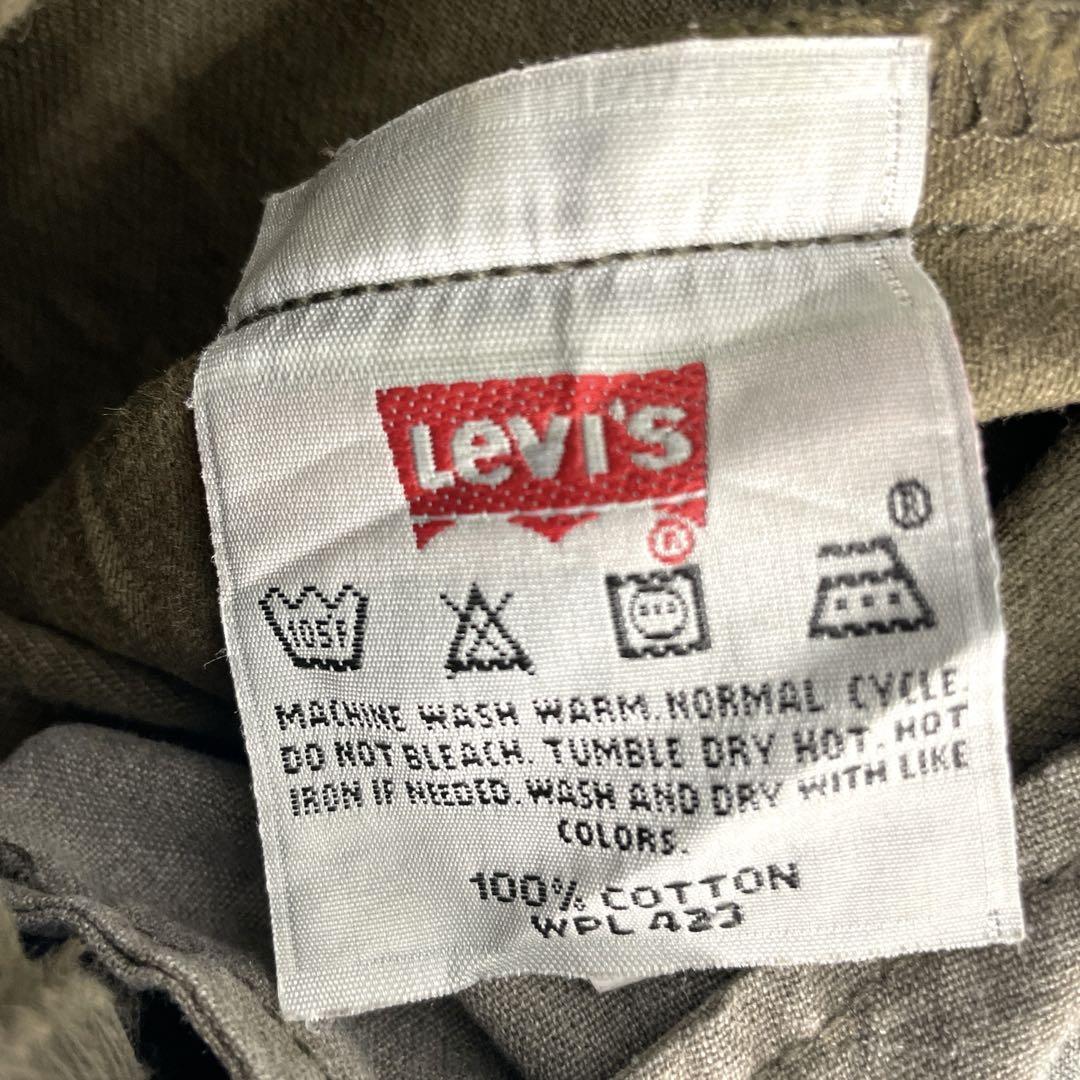 Levi's
®
®
105F
MACHINE WASH WARM. NORMAL CYCLE.
DO NOT BLEACH. TUMBLE DRY HOT. HOT
IRON IF NEEDED. WASH AND DRY WITH LIKE
COLORS.
100% COTTON
WPL 423